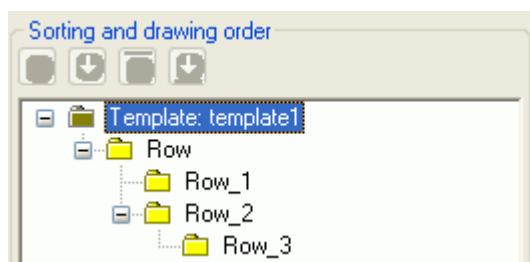 Sorting and drawing order
Template: template1
Row
Row_1
Row_2
Row_3